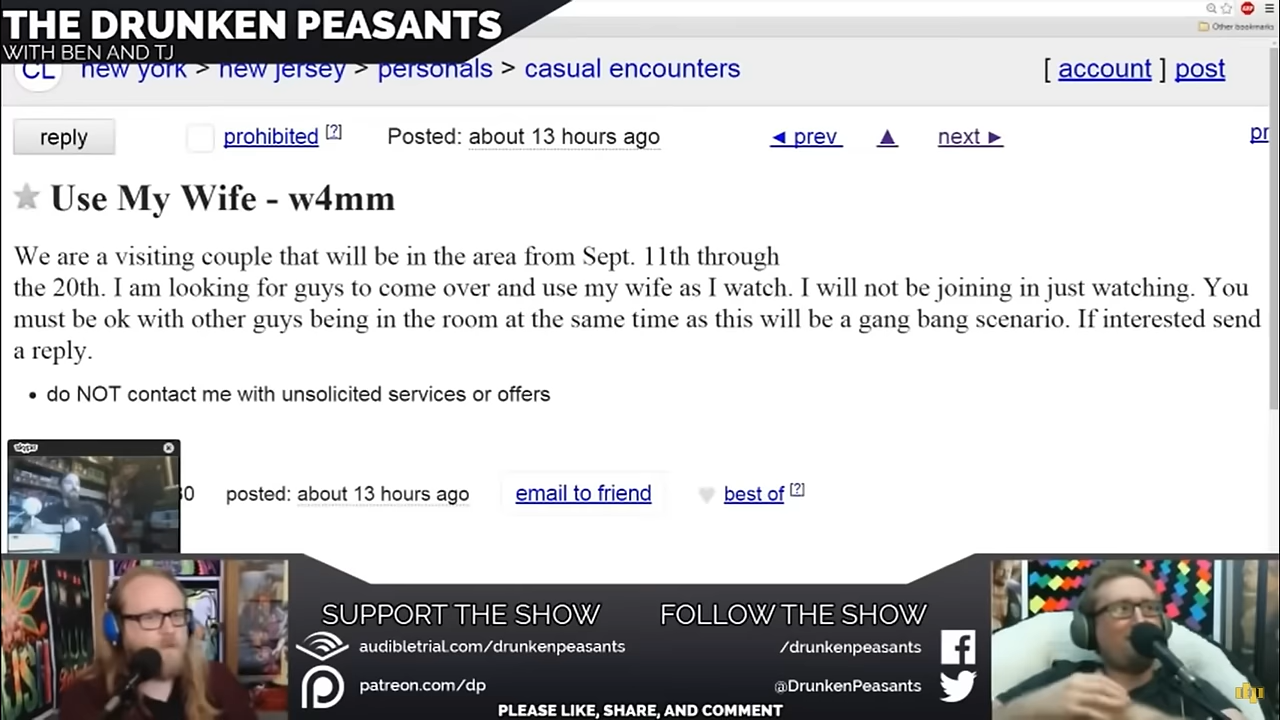 THE DRUNKEN PEASANTS
WITH BEN AND TJ
Other bookmarks
CL new york > new jersey > personals > casual encounters [ account ] post
reply prohibited [?] Posted: about 13 hours ago ◄ prev ▲ next ► pr
★ Use My Wife - w4mm
We are a visiting couple that will be in the area from Sept. 11th through
the 20th. I am looking for guys to come over and use my wife as I watch. I will not be joining in just watching. You
must be ok with other guys being in the room at the same time as this will be a gang bang scenario. If interested send
a reply.
• do NOT contact me with unsolicited services or offers
skype
posted: about 13 hours ago email to friend ♥ best of [?]
SUPPORT THE SHOW
audibletrial.com/drunkenpeasants
patreon.com/dp
FOLLOW THE SHOW
/drunkenpeasants
@DrunkenPeasants
PLEASE LIKE, SHARE, AND COMMENT